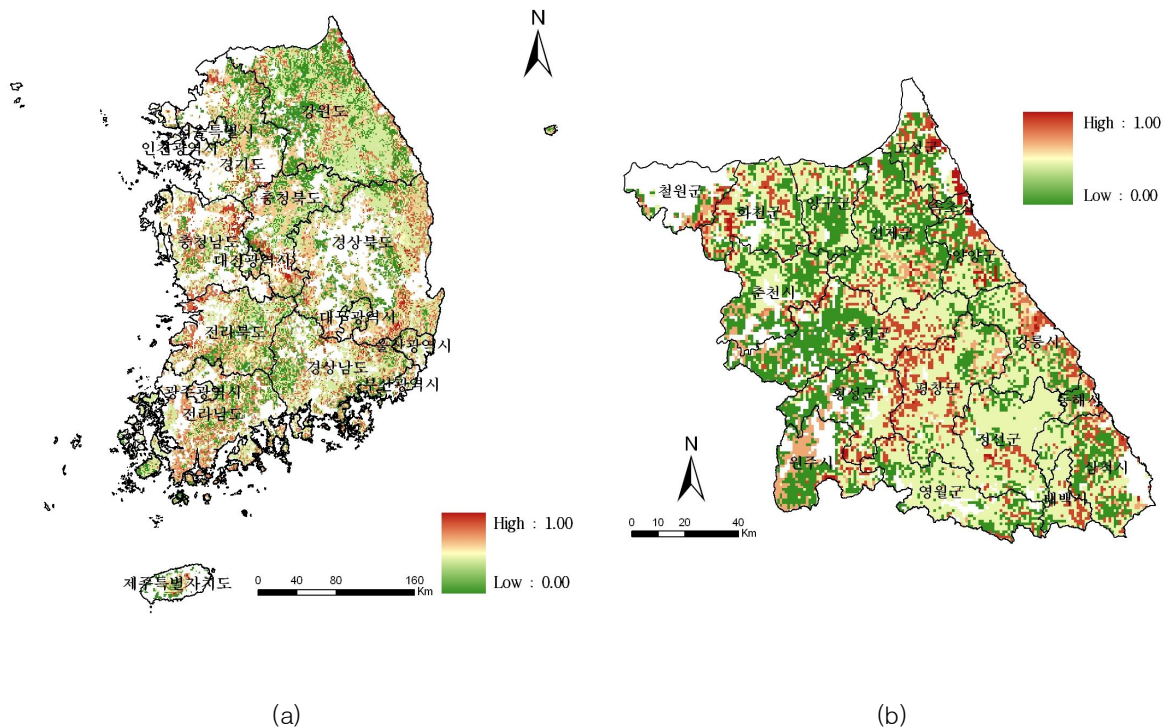 N
강원도
서울특별시
인천광역시
경기도
충청북도
충청남도
경상북도
대전광역시
대구광역시
전라북도
울산광역시
경상남도
부산광역시
광주광역시
전라남도
제주특별자치도
High : 1.00
Low : 0.00
0 40 80 160
Km
(a)
고성군
철원군
화천군
양구군
속초시
인제군
양양군
춘천시
홍천군
강릉시
횡성군
평창군
동해시
정선군
원주시
삼척시
영월군
태백시
High : 1.00
Low : 0.00
N
0 10 20 40
Km
(b)